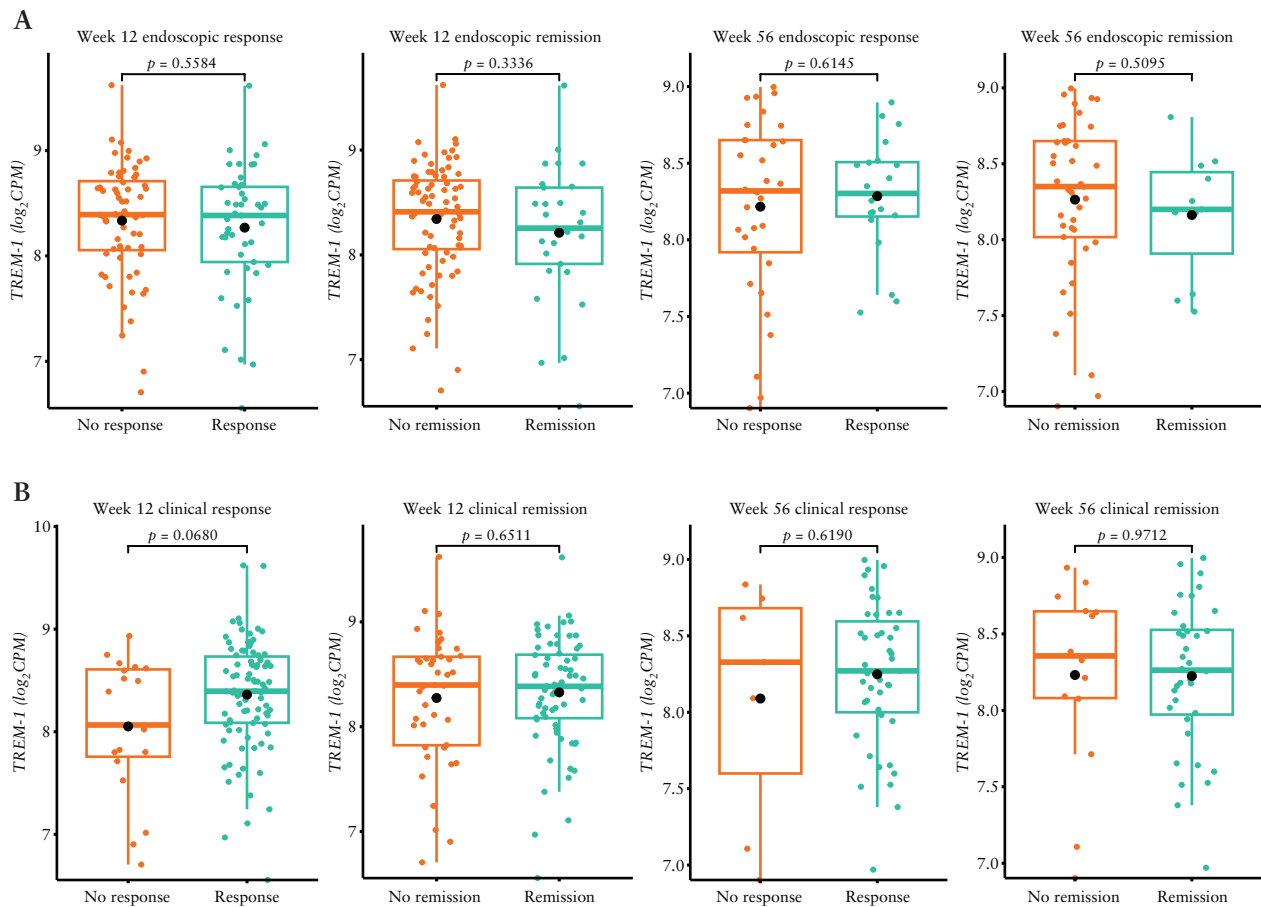 A
Week 12 endoscopic response
p = 0.5584
TREM-1 (log2CPM)
9
8
7
No response
Response
Week 12 endoscopic remission
p = 0.3336
TREM-1 (log2CPM)
9
8
7
No remission
Remission
Week 56 endoscopic response
p = 0.6145
TREM-1 (log2CPM)
9.0
8.5
8.0
7.5
7.0
No response
Response
Week 56 endoscopic remission
p = 0.5095
TREM-1 (log2CPM)
9.0
8.5
8.0
7.5
7.0
No remission
Remission
B
Week 12 clinical response
p = 0.0680
TREM-1 (log2CPM)
10
9
8
7
No response
Response
Week 12 clinical remission
p = 0.6511
TREM-1 (log2CPM)
9
8
7
No remission
Remission
Week 56 clinical response
p = 0.6190
TREM-1 (log2CPM)
9.0
8.5
8.0
7.5
7.0
No response
Response
Week 56 clinical remission
p = 0.9712
TREM-1 (log2CPM)
9.0
8.5
8.0
7.5
7.0
No remission
Remission